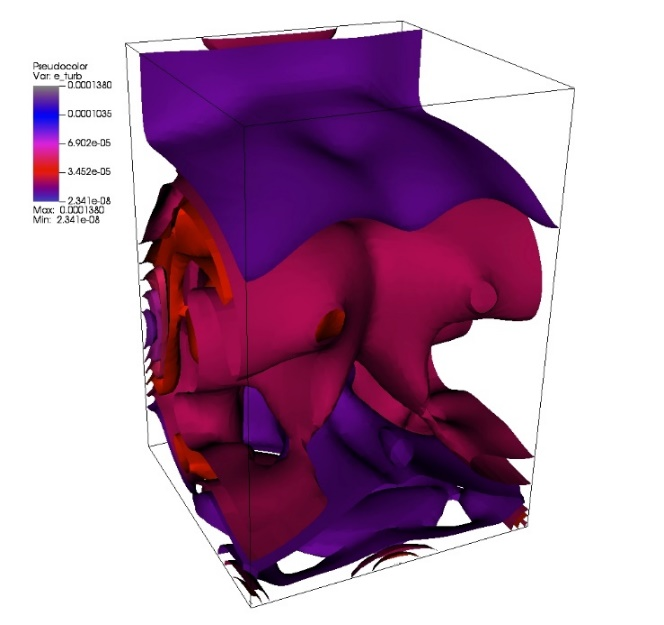 Pseudocolor
Var: e_turb
0.0001380
0.0001035
6.902e-05
3.452e-05
2.341e-08
Max: 0.0001380
Min: 2.341e-08